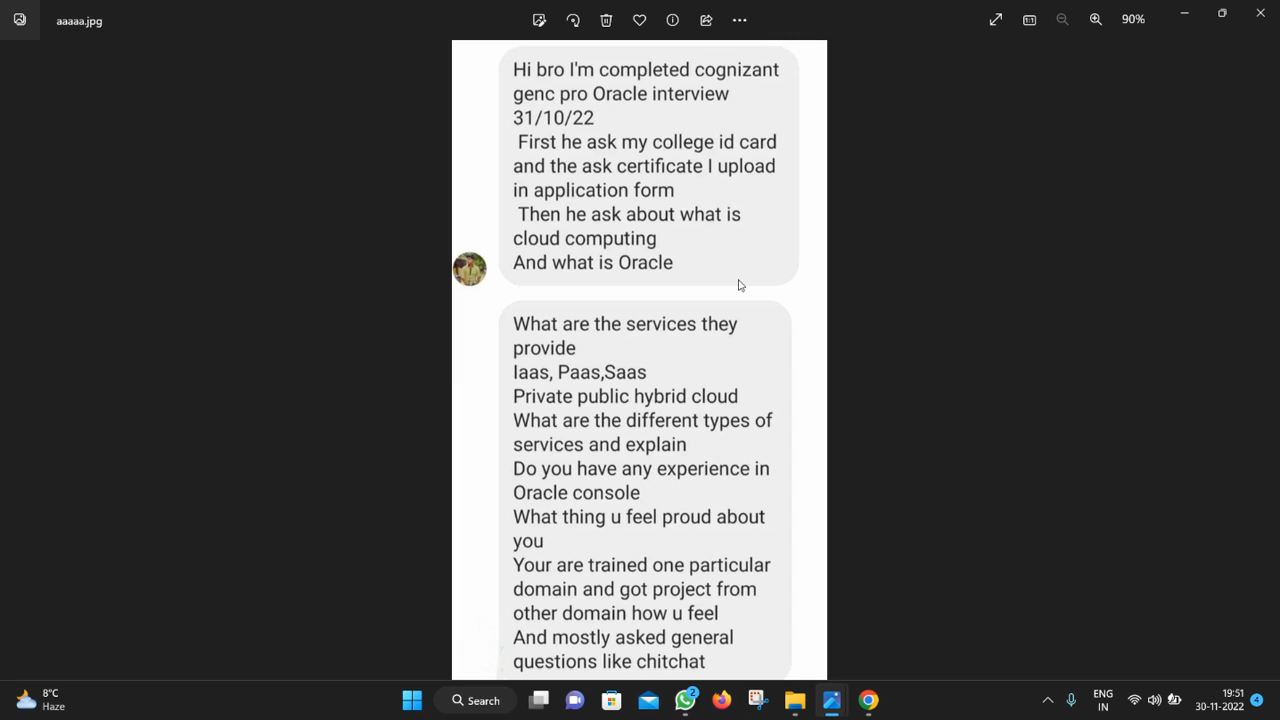 aaaaa.jpg
90%
Hi bro I'm completed cognizant
genc pro Oracle interview
31/10/22
First he ask my college id card
and the ask certificate I upload
in application form
Then he ask about what is
cloud computing
And what is Oracle
What are the services they
provide
Iaas, Paas,Saas
Private public hybrid cloud
What are the different types of
services and explain
Do you have any experience in
Oracle console
What thing u feel proud about
you
Your are trained one particular
domain and got project from
other domain how u feel
And mostly asked general
questions like chitchat
8°C
Haze
Search
2
ENG
IN
19:51
30-11-2022
4